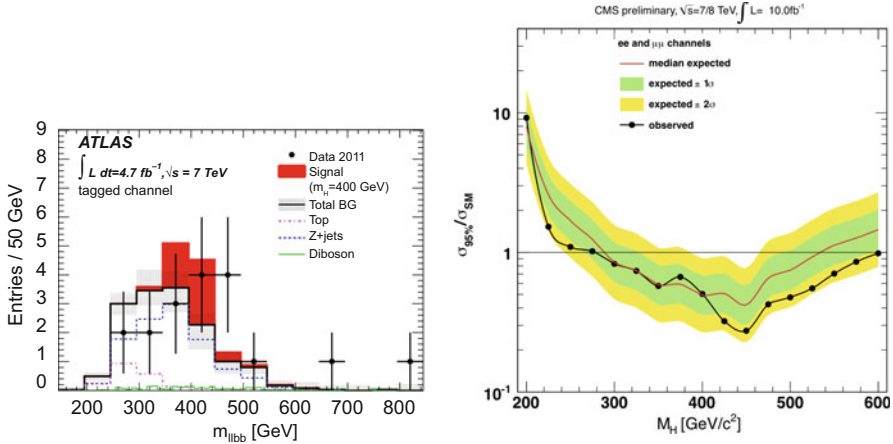 ATLAS
∫ L dt=4.7 fb⁻¹,√s = 7 TeV
tagged channel
Data 2011
Signal
(m_H=400 GeV)
Total BG
Top
Z+jets
Diboson
Entries / 50 GeV
9
8
7
6
5
4
3
2
1
0
200 300 400 500 600 700 800
m_llbb [GeV]
CMS preliminary, √s=7/8 TeV,∫ L= 10.0fb⁻¹
ee and μμ channels
median expected
expected ± 1σ
expected ± 2σ
observed
σ_95%/σ_SM
10
1
10⁻¹
200 300 400 500 600
M_H [GeV/c²]